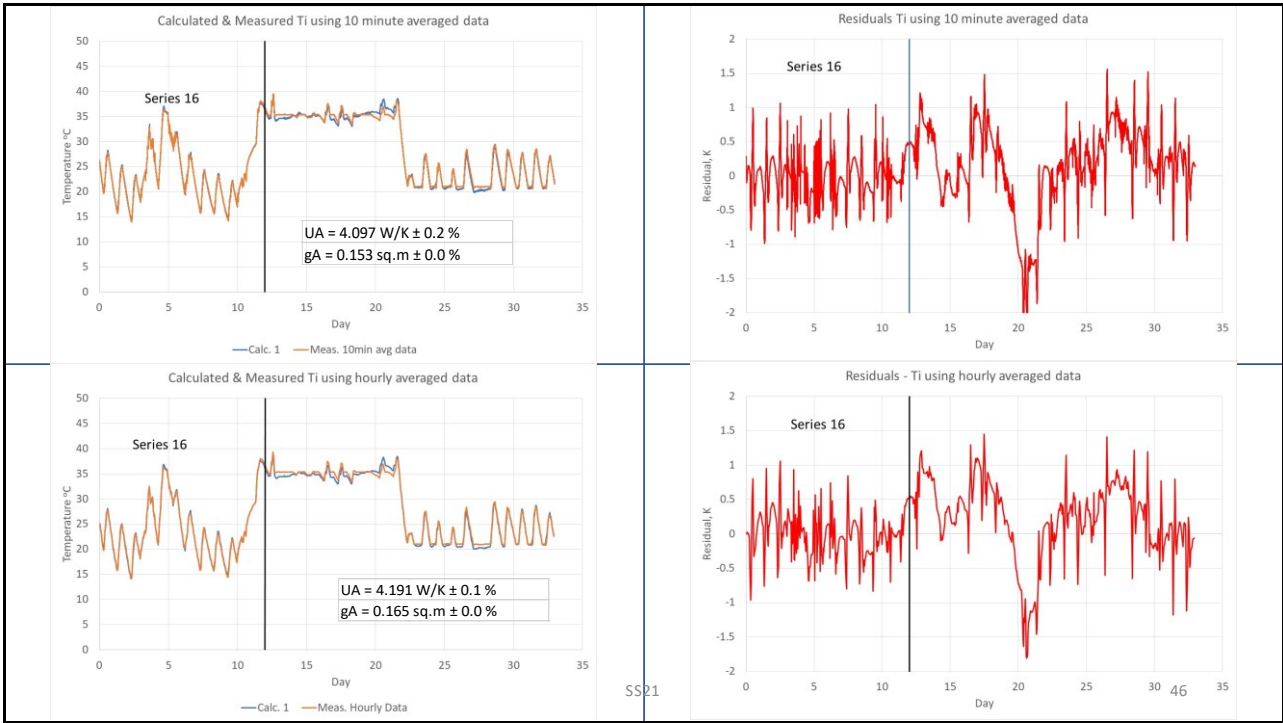 Calculated & Measured Ti using 10 minute averaged data
50
45
40
35
30
25
20
15
10
5
0
Temperature °C
Series 16
UA = 4.097 W/K ± 0.2 %
gA = 0.153 sq.m ± 0.0 %
0 5 10 15 20 25 30 35
Day
Calc. 1 Meas. 10min avg data
Residuals Ti using 10 minute averaged data
2
1.5
1
0.5
0
-0.5
-1
-1.5
-2
Residual, K
Series 16
0 5 10 15 20 25 30 35
Day
Calculated & Measured Ti using hourly averaged data
50
45
40
35
30
25
20
15
10
5
0
Temperature °C
Series 16
UA = 4.191 W/K ± 0.1 %
gA = 0.165 sq.m ± 0.0 %
0 5 10 15 20 25 30 35
Day
Calc. 1 Meas. Hourly Data
Residuals - Ti using hourly averaged data
2
1.5
1
0.5
0
-0.5
-1
-1.5
-2
Residual, K
Series 16
0 5 10 15 20 25 30 35
Day
SS21
46